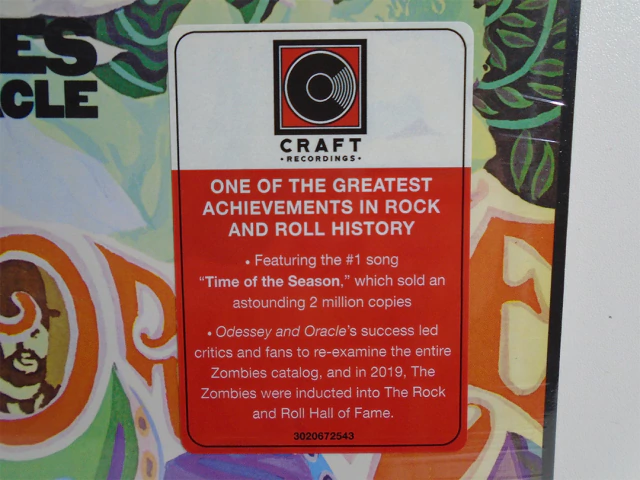 ES
ACLE
CRAFT
• RECORDINGS •
ONE OF THE GREATEST
ACHIEVEMENTS IN ROCK
AND ROLL HISTORY
• Featuring the #1 song
“Time of the Season,” which sold an
astounding 2 million copies
• Odessey and Oracle’s success led
critics and fans to re-examine the entire
Zombies catalog, and in 2019, The
Zombies were inducted into The Rock
and Roll Hall of Fame.
3020672543